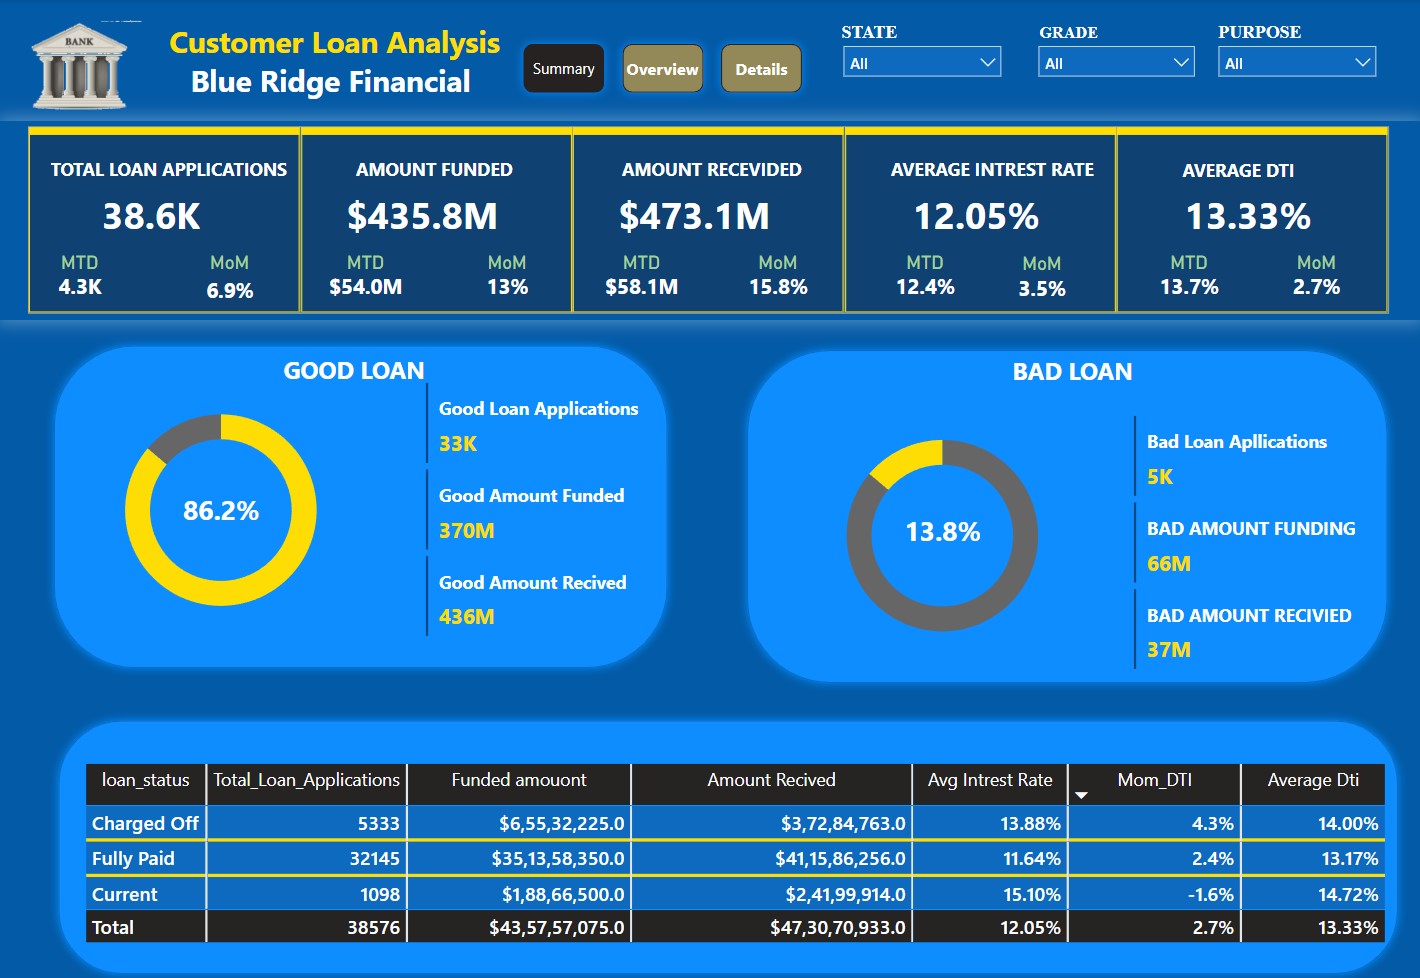 BANK
Customer Loan Analysis
Blue Ridge Financial
Summary
Overview
Details
STATE
All
GRADE
All
PURPOSE
All
TOTAL LOAN APPLICATIONS
38.6K
MTD MoM
4.3K 6.9%
AMOUNT FUNDED
$435.8M
MTD MoM
$54.0M 13%
AMOUNT RECEVIDED
$473.1M
MTD MoM
$58.1M 15.8%
AVERAGE INTREST RATE
12.05%
MTD MoM
12.4% 3.5%
AVERAGE DTI
13.33%
MTD MoM
13.7% 2.7%
GOOD LOAN
86.2%
Good Loan Applications
33K
Good Amount Funded
370M
Good Amount Recived
436M
BAD LOAN
13.8%
Bad Loan Apllications
5K
BAD AMOUNT FUNDING
66M
BAD AMOUNT RECIVIED
37M
loan_status Total_Loan_Applications Funded amouont Amount Recived Avg Intrest Rate Mom_DTI Average Dti
Charged Off 5333 $6,55,32,225.0 $3,72,84,763.0 13.88% 4.3% 14.00%
Fully Paid 32145 $35,13,58,350.0 $41,15,86,256.0 11.64% 2.4% 13.17%
Current 1098 $1,88,66,500.0 $2,41,99,914.0 15.10% -1.6% 14.72%
Total 38576 $43,57,57,075.0 $47,30,70,933.0 12.05% 2.7% 13.33%